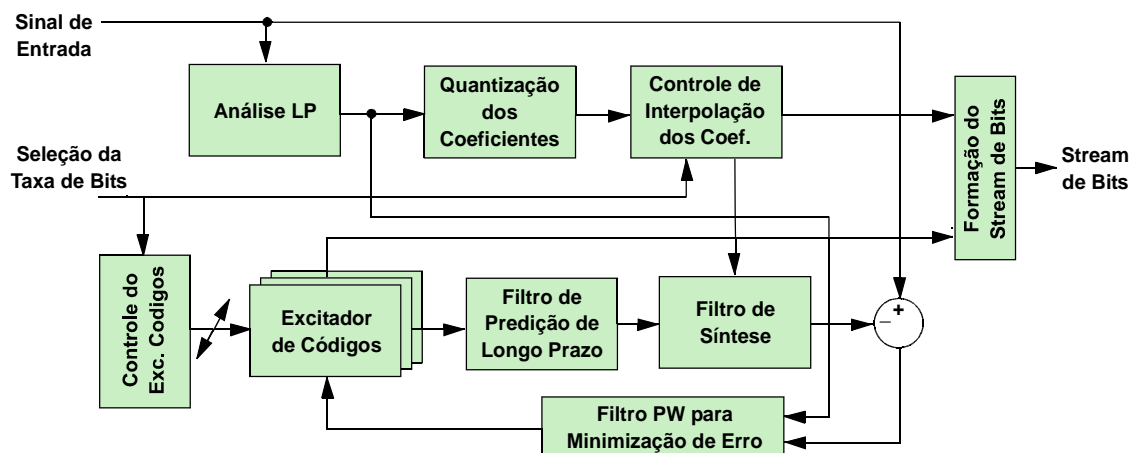 Sinal de
Entrada
Análise LP
Quantização
dos
Coeficientes
Controle de
Interpolação
dos Coef.
Formação do
Stream de Bits
Stream
de Bits
Seleção da
Taxa de Bits
Controle do
Exc. Codigos
Excitador
de Códigos
Filtro de
Predição de
Longo Prazo
Filtro de
Síntese
− +
Filtro PW para
Minimização de Erro